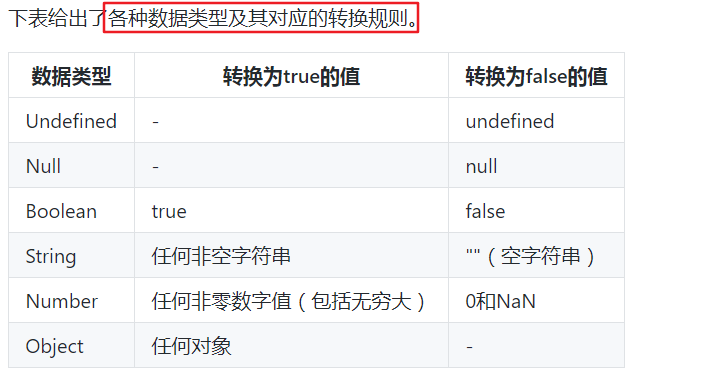 下表给出了各种数据类型及其对应的转换规则。
数据类型 转换为true的值 转换为false的值
Undefined - undefined
Null - null
Boolean true false
String 任何非空字符串 ""（空字符串）
Number 任何非零数字值（包括无穷大） 0和NaN
Object 任何对象 -